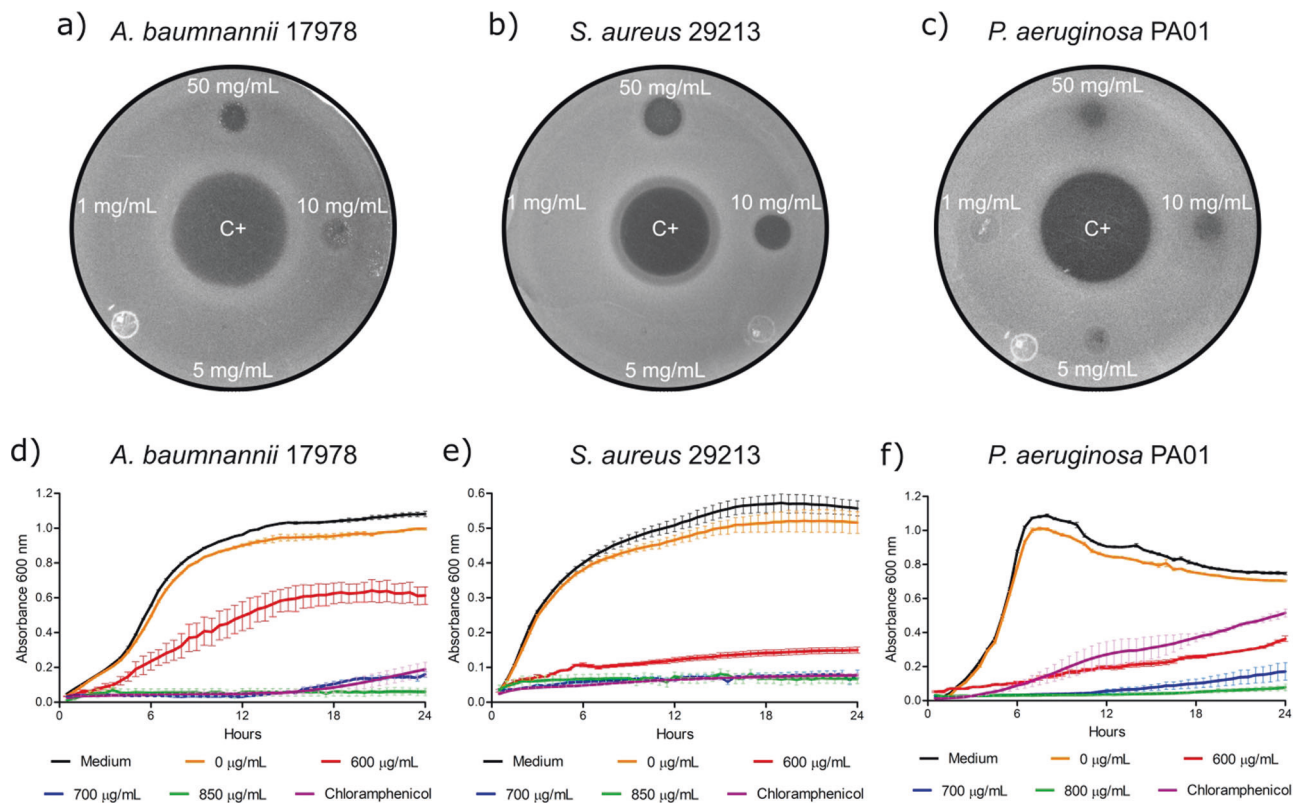 a) A. baumnannii 17978
b) S. aureus 29213
c) P. aeruginosa PA01
50 mg/mL
1 mg/mL
10 mg/mL
C+
5 mg/mL
50 mg/mL
1 mg/mL
10 mg/mL
C+
5 mg/mL
50 mg/mL
1 mg/mL
10 mg/mL
C+
5 mg/mL
d) A. baumnannii 17978
Absorbance 600 nm
1.2
1.0
0.8
0.6
0.4
0.2
0.0
0
6
12
18
24
Hours
Medium
0 µg/mL
600 µg/mL
700 µg/mL
850 µg/mL
Chloramphenicol
e) S. aureus 29213
Absorbance 600 nm
0.6
0.5
0.4
0.3
0.2
0.1
0.0
0
6
12
18
24
Hours
Medium
0 µg/mL
600 µg/mL
700 µg/mL
850 µg/mL
Chloramphenicol
f) P. aeruginosa PA01
Absorbance 600 nm
1.2
1.0
0.8
0.6
0.4
0.2
0.0
0
6
12
18
24
Hours
Medium
0 µg/mL
600 µg/mL
700 µg/mL
800 µg/mL
Chloramphenicol